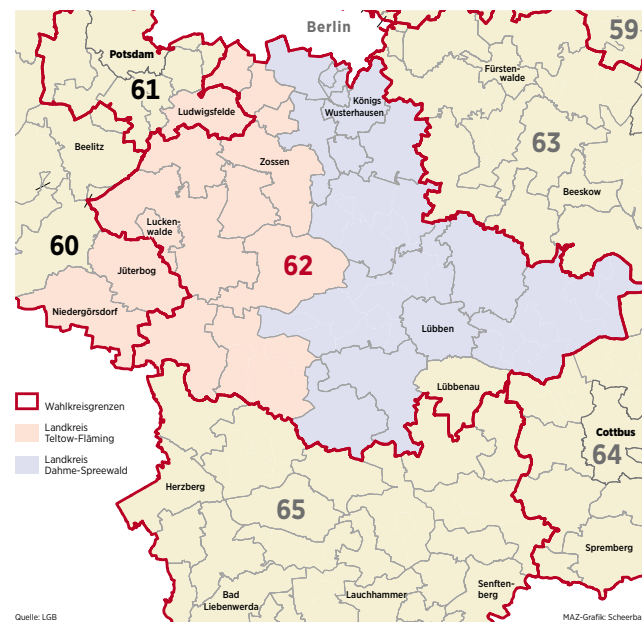 Berlin
59
Potsdam
61
Fürsten-
walde
Königs
Wusterhausen
Ludwigsfelde
63
Beelitz
Zossen
Beeskow
Lucken-
walde
60
62
Jüterbog
Niedergörsdorf
Lübben
Lübbenau
Wahlkreisgrenzen
Landkreis
Teltow-Fläming
Landkreis
Dahme-Spreewald
Cottbus
64
Herzberg
65
Spremberg
Bad
Liebenwerda
Lauchhammer
Senften-
berg
Quelle: LGB
MAZ-Grafik: Scheerba